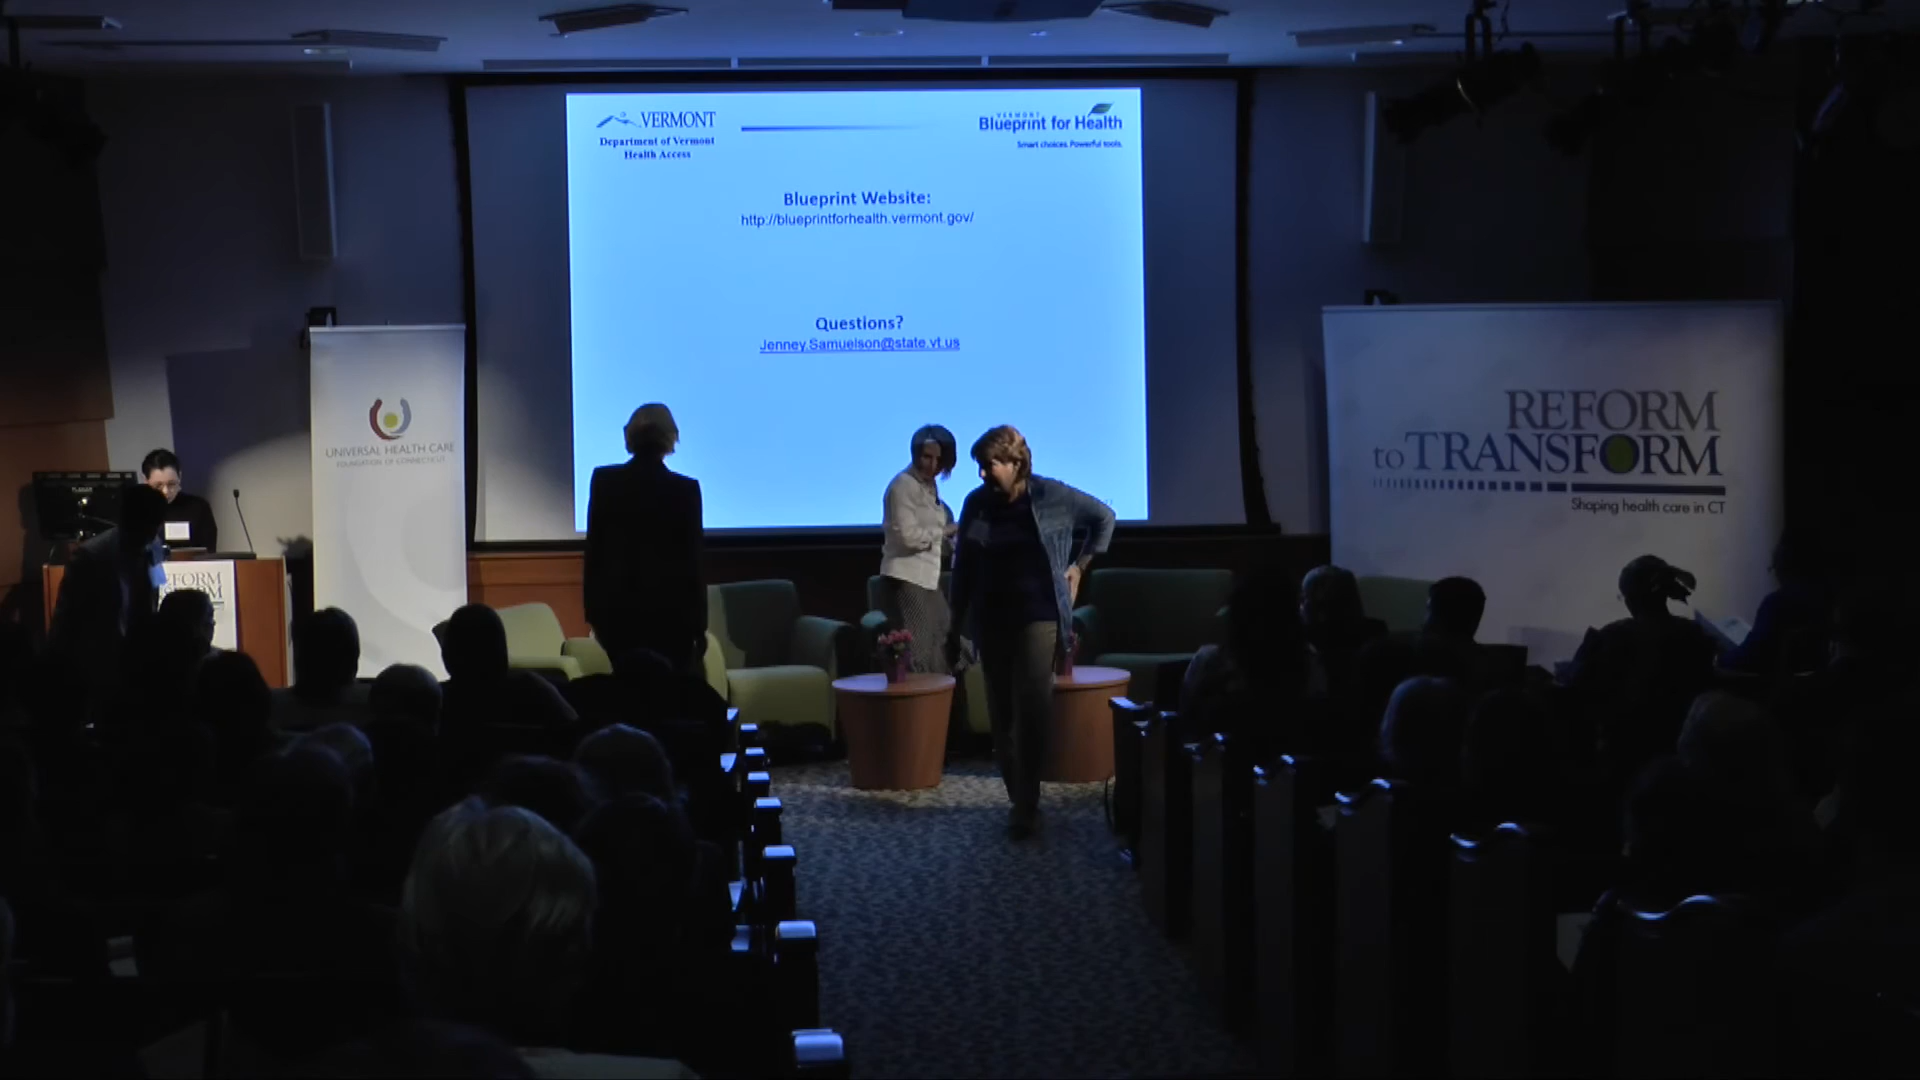 VERMONT
Department of Vermont
Health Access
VERMONT
Blueprint for Health
Smart choices. Powerful tools.
Blueprint Website:
http://blueprintforhealth.vermont.gov/
Questions?
Jenney.Samuelson@state.vt.us
UNIVERSAL HEALTH CARE
FOUNDATION OF CONNECTICUT
REFORM
to TRANSFORM
Shaping health care in CT